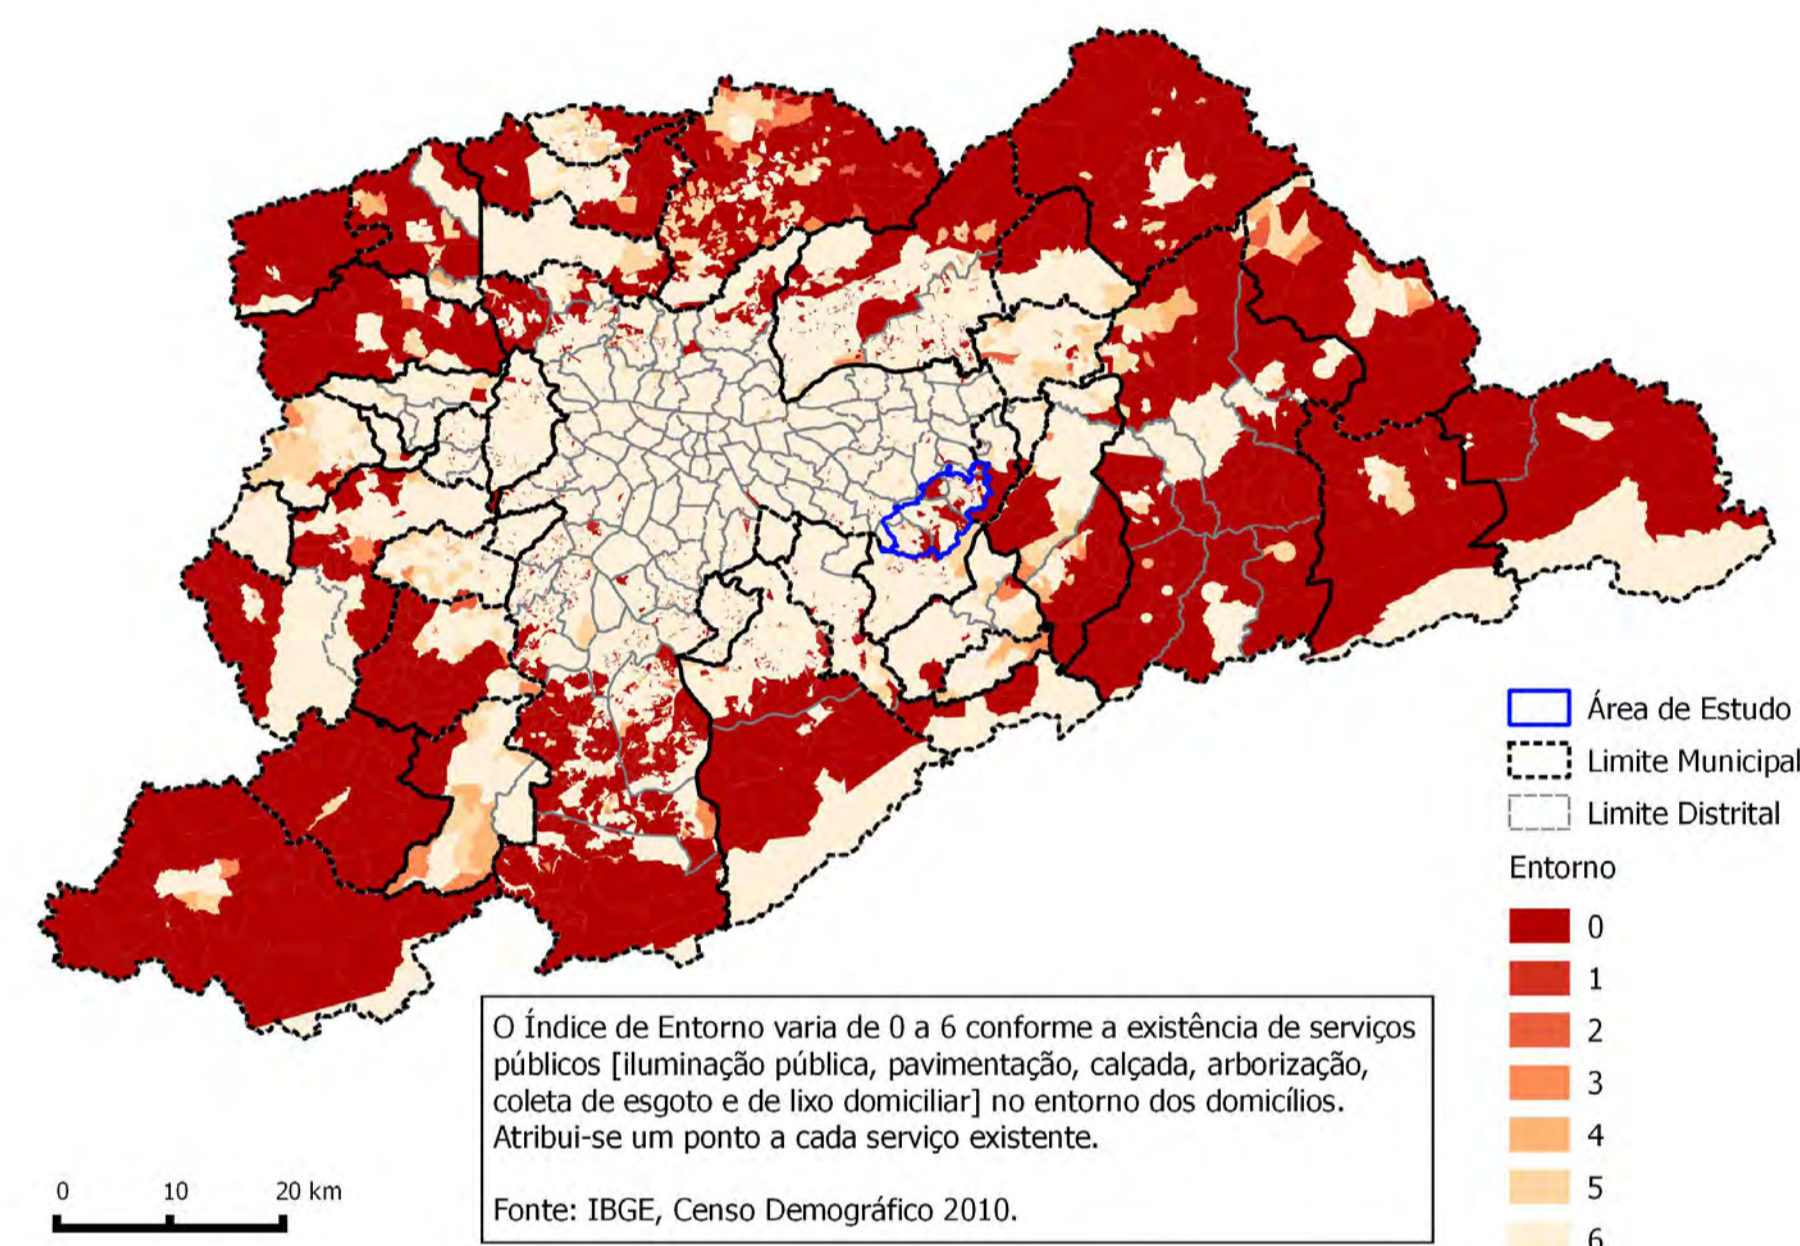 Área de Estudo
Limite Municipal
Limite Distrital
Entorno
0
1
2
3
4
5
6
O Índice de Entorno varia de 0 a 6 conforme a existência de serviços
públicos [iluminação pública, pavimentação, calçada, arborização,
coleta de esgoto e de lixo domiciliar] no entorno dos domicílios.
Atribui-se um ponto a cada serviço existente.
Fonte: IBGE, Censo Demográfico 2010.
0 10 20 km